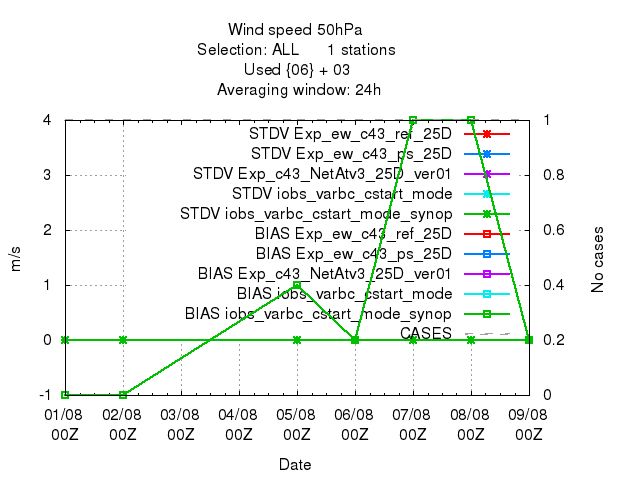 Wind speed 50hPa
Selection: ALL 1 stations
Used {06} + 03
Averaging window: 24h
4 1
STDV Exp_ew_c43_ref_25D
STDV Exp_ew_c43_ps_25D
3 0.8
STDV Exp_c43_NetAtv3_25D_ver01
STDV iobs_varbc_cstart_mode
STDV iobs_varbc_cstart_mode_synop
2 0.6
BIAS Exp_ew_c43_ref_25D
BIAS Exp_ew_c43_ps_25D
m/s
No cases
BIAS Exp_c43_NetAtv3_25D_ver01
1 0.4
BIAS iobs_varbc_cstart_mode
BIAS iobs_varbc_cstart_mode_synop
CASES
0 0.2
-1 0
01/08 02/08 03/08 04/08 05/08 06/08 07/08 08/08 09/08
00Z 00Z 00Z 00Z 00Z 00Z 00Z 00Z 00Z
Date